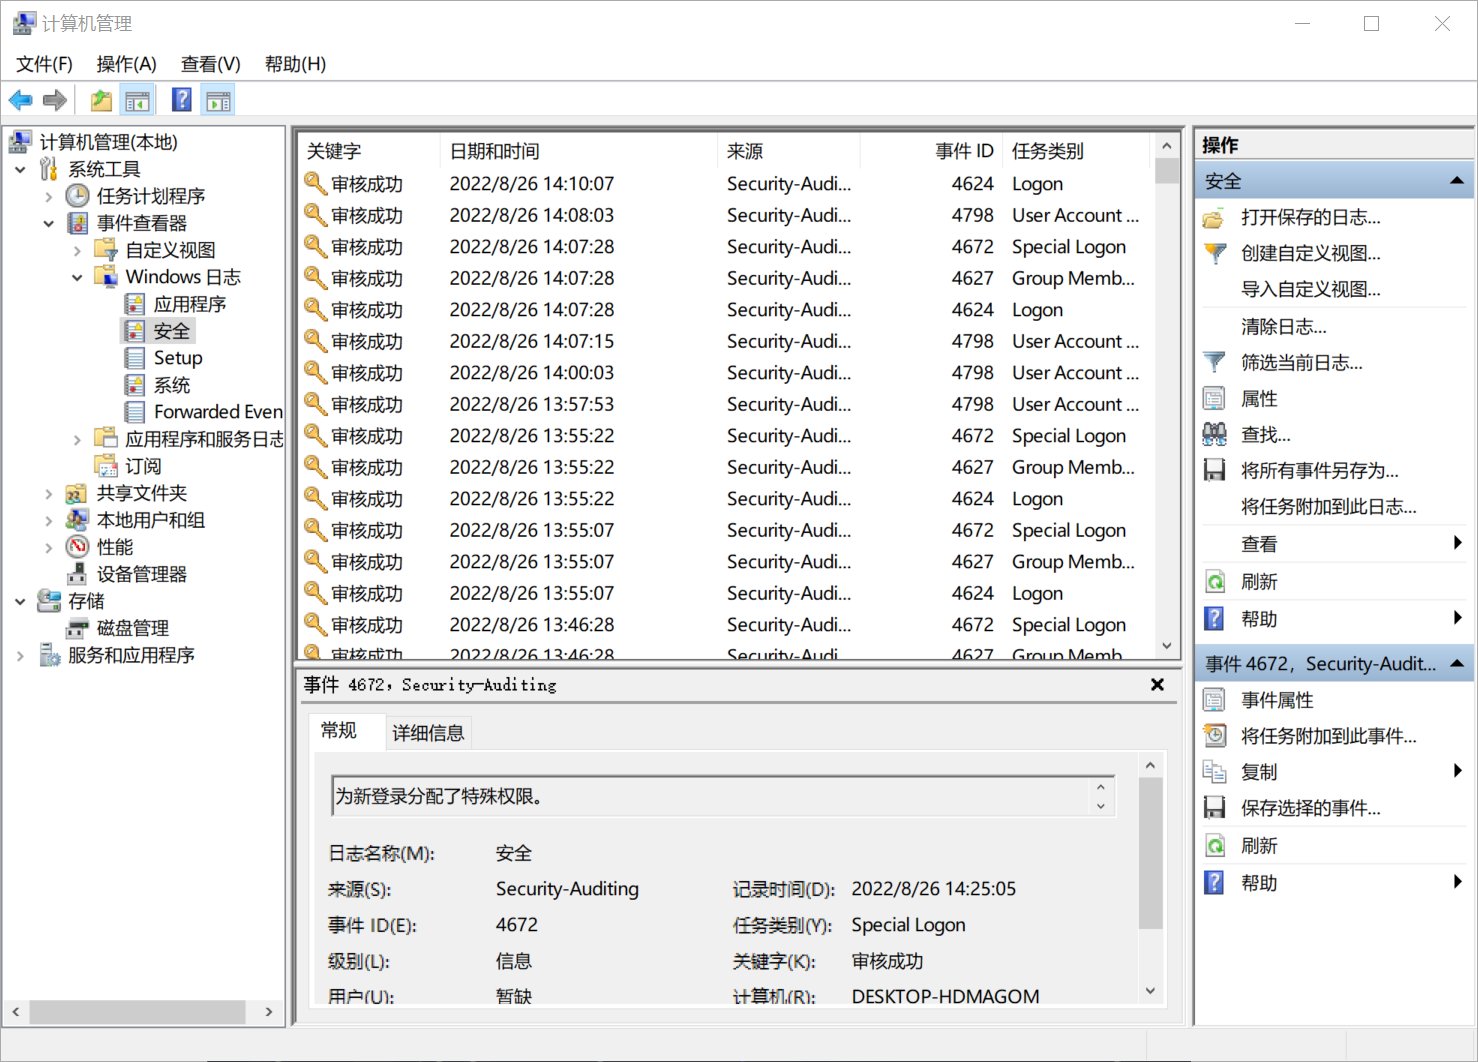 计算机管理
文件(F) 操作(A) 查看(V) 帮助(H)
计算机管理(本地)
系统工具
任务计划程序
事件查看器
自定义视图
Windows 日志
应用程序
安全
Setup
系统
Forwarded Even
应用程序和服务日志
订阅
共享文件夹
本地用户和组
性能
设备管理器
存储
磁盘管理
服务和应用程序
关键字 日期和时间 来源 事件 ID 任务类别
审核成功 2022/8/26 14:10:07 Security-Audi... 4624 Logon
审核成功 2022/8/26 14:08:03 Security-Audi... 4798 User Account ...
审核成功 2022/8/26 14:07:28 Security-Audi... 4672 Special Logon
审核成功 2022/8/26 14:07:28 Security-Audi... 4627 Group Memb...
审核成功 2022/8/26 14:07:28 Security-Audi... 4624 Logon
审核成功 2022/8/26 14:07:15 Security-Audi... 4798 User Account ...
审核成功 2022/8/26 14:00:03 Security-Audi... 4798 User Account ...
审核成功 2022/8/26 13:57:53 Security-Audi... 4798 User Account ...
审核成功 2022/8/26 13:55:22 Security-Audi... 4672 Special Logon
审核成功 2022/8/26 13:55:22 Security-Audi... 4627 Group Memb...
审核成功 2022/8/26 13:55:22 Security-Audi... 4624 Logon
审核成功 2022/8/26 13:55:07 Security-Audi... 4672 Special Logon
审核成功 2022/8/26 13:55:07 Security-Audi... 4627 Group Memb...
审核成功 2022/8/26 13:55:07 Security-Audi... 4624 Logon
审核成功 2022/8/26 13:46:28 Security-Audi... 4672 Special Logon
审核成功 2022/8/26 13:46:28 Security-Audi... 4627 Group Memb...
事件 4672, Security-Auditing
常规 详细信息
为新登录分配了特殊权限。
日志名称(M): 安全
来源(S): Security-Auditing 记录时间(D): 2022/8/26 14:25:05
事件 ID(E): 4672 任务类别(Y): Special Logon
级别(L): 信息 关键字(K): 审核成功
用户(U): 暂缺 计算机(R): DESKTOP-HDMAGOM
操作
安全
打开保存的日志...
创建自定义视图...
导入自定义视图...
清除日志...
筛选当前日志...
属性
查找...
将所有事件另存为...
将任务附加到此日志...
查看
刷新
帮助
事件 4672, Security-Audit...
事件属性
将任务附加到此事件...
复制
保存选择的事件...
刷新
帮助